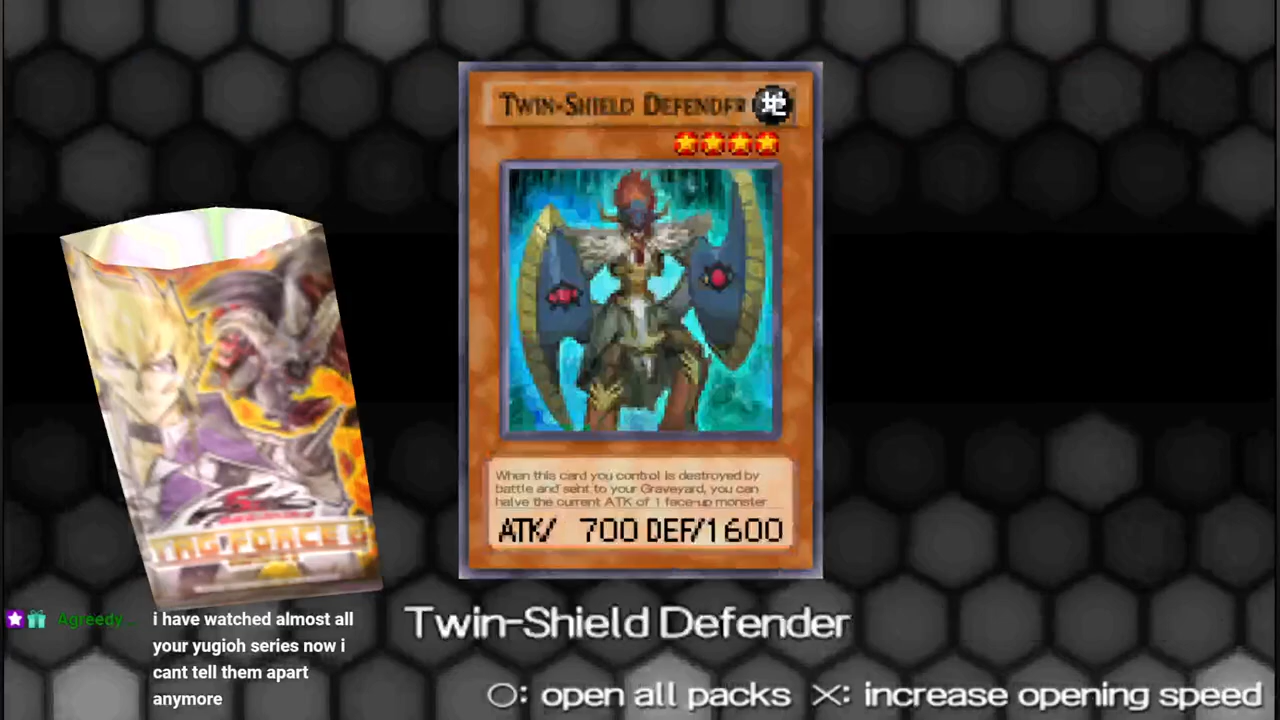 Twin-Shield Defender
地
When this card you control is destroyed by
battle and sent to your Graveyard, you can
halve the current ATK of 1 face-up monster
ATK/ 700 DEF/1600
Agreedy...
i have watched almost all
your yugioh series now i
cant tell them apart
anymore
Twin-Shield Defender
◯: open all packs ✕: increase opening speed